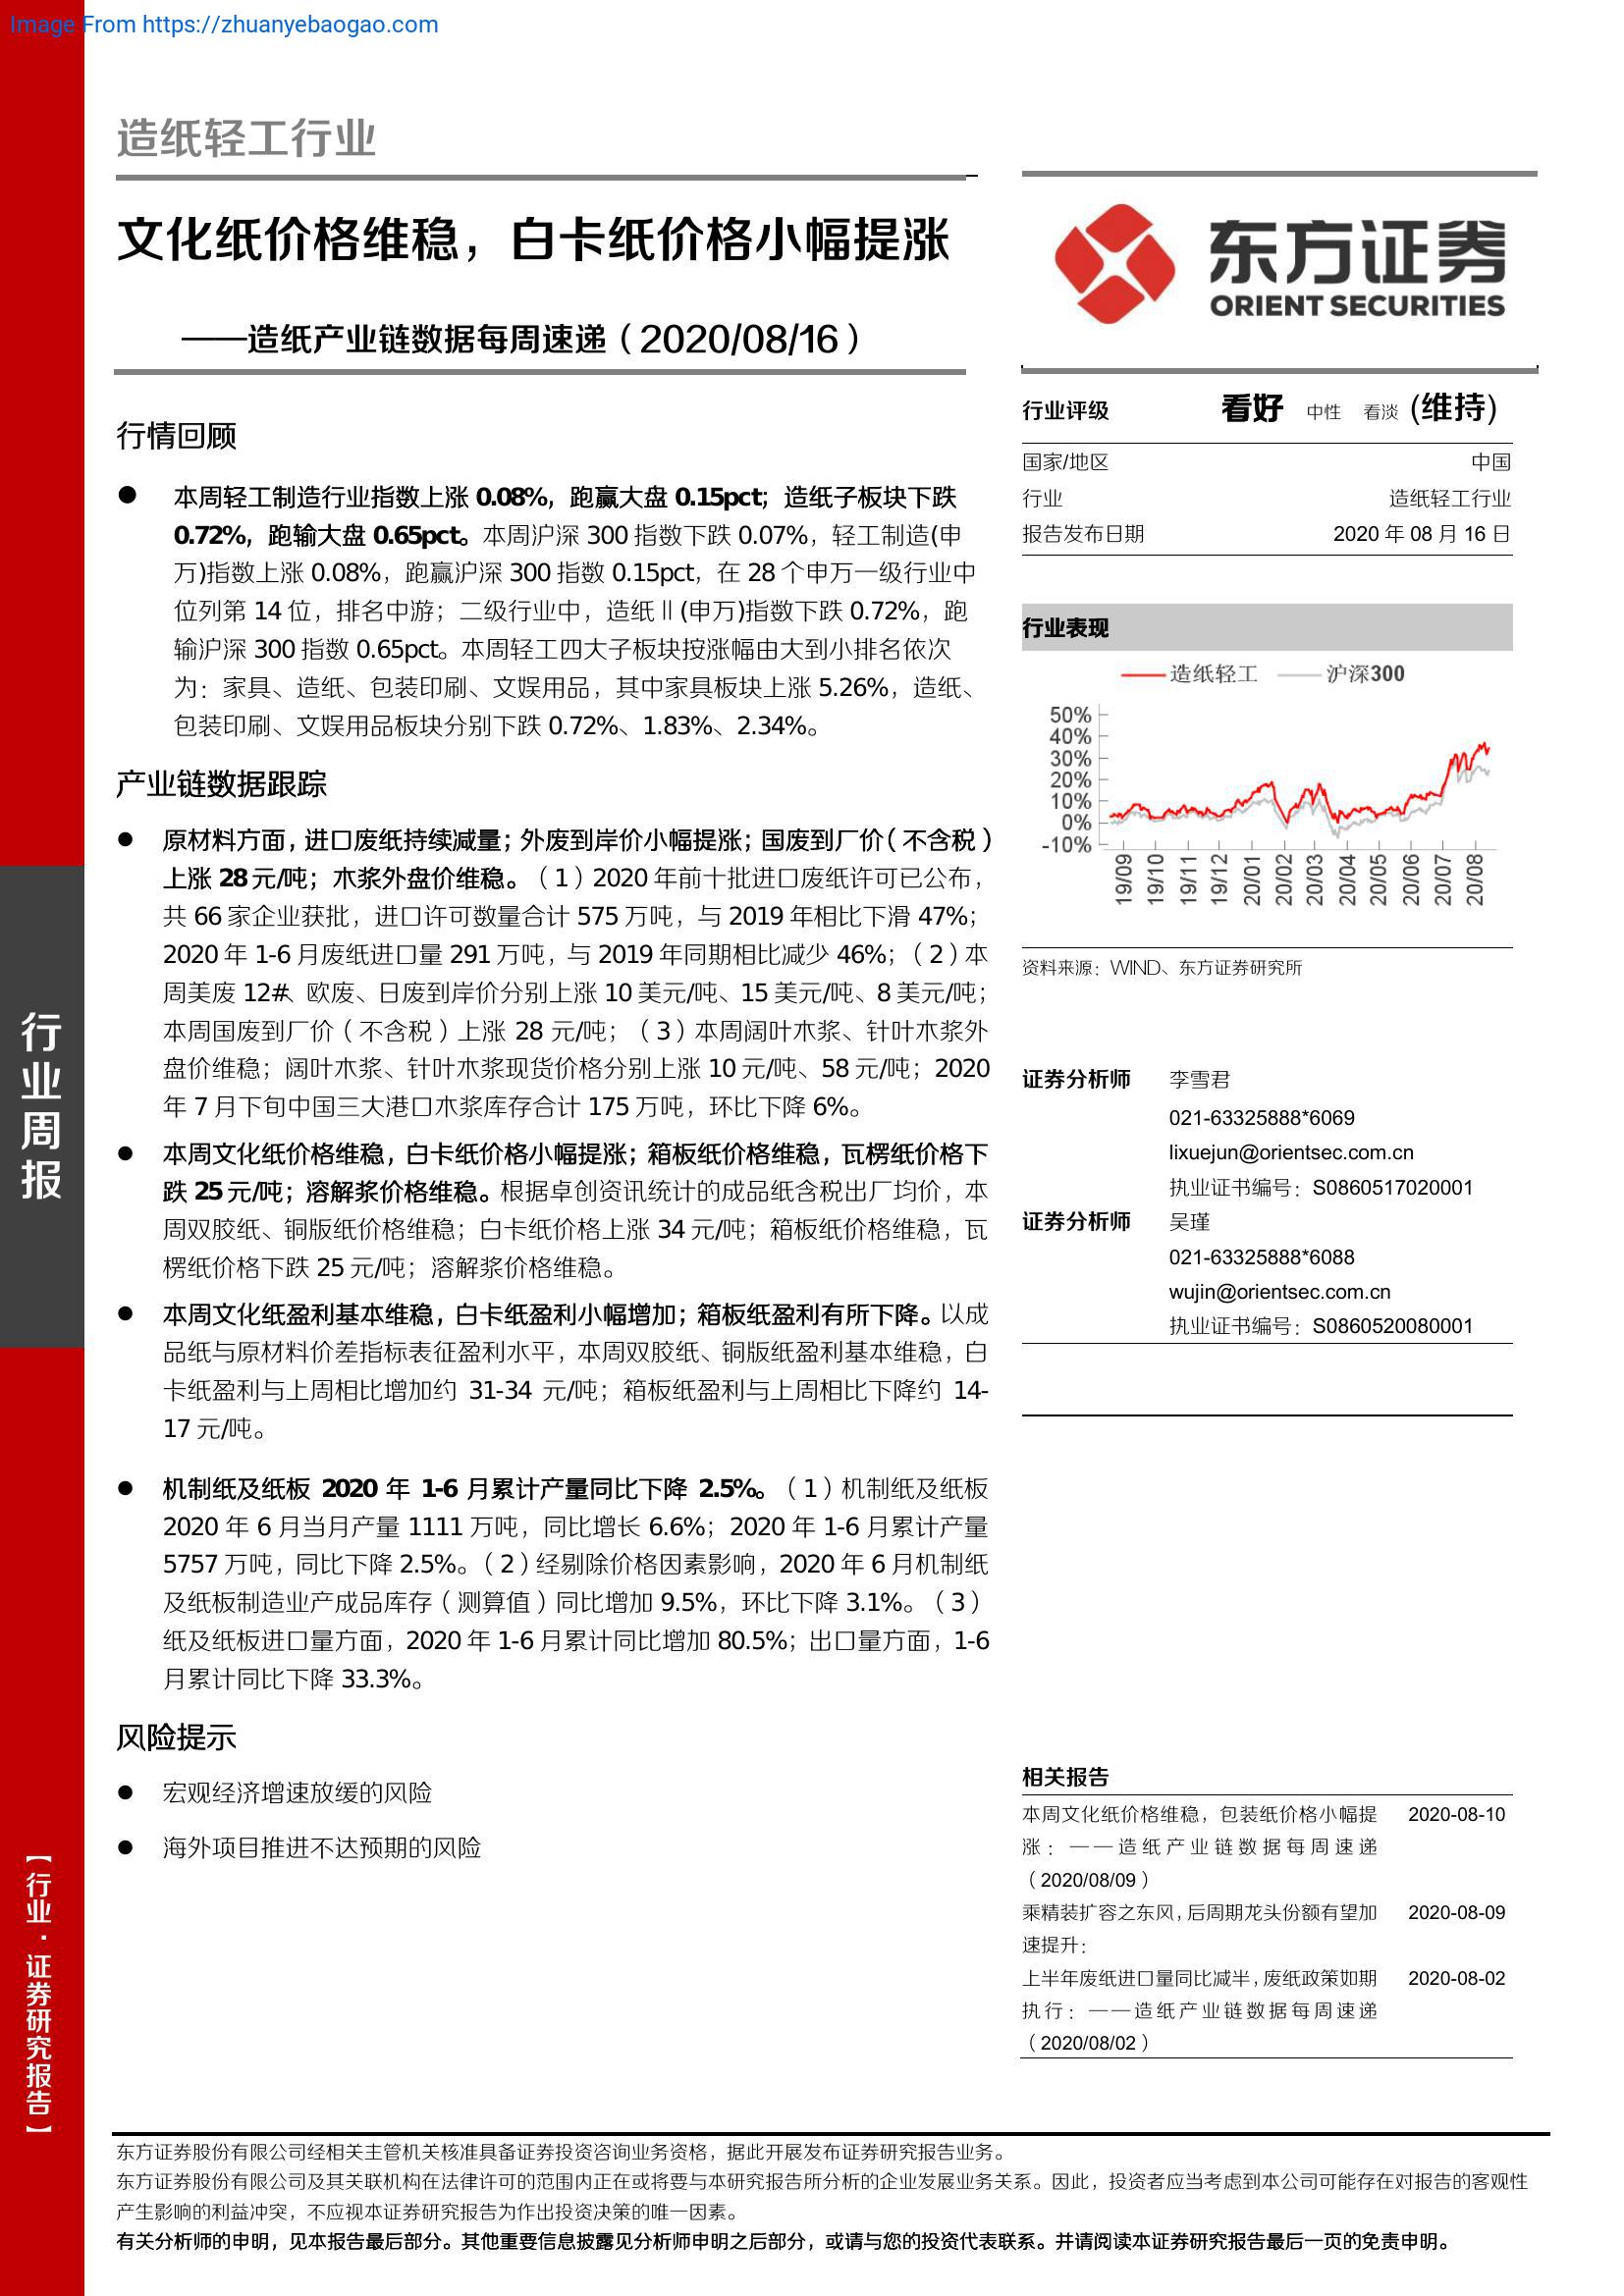 Image From https://zhuanyebaogao.com
造纸轻工行业
文化纸价格维稳，白卡纸价格小幅提涨
——造纸产业链数据每周速递（2020/08/16）
行情回顾
● 本周轻工制造行业指数上涨 0.08%，跑赢大盘 0.15pct；造纸子板块下跌
0.72%，跑输大盘 0.65pct。本周沪深 300 指数下跌 0.07%，轻工制造(申
万)指数上涨 0.08%，跑赢沪深 300 指数 0.15pct，在 28 个申万一级行业中
位列第 14 位，排名中游；二级行业中，造纸Ⅱ(申万)指数下跌 0.72%，跑
输沪深 300 指数 0.65pct。本周轻工四大子板块按涨幅由大到小排名依次
为：家具、造纸、包装印刷、文娱用品，其中家具板块上涨 5.26%，造纸、
包装印刷、文娱用品板块分别下跌 0.72%、1.83%、2.34%。
产业链数据跟踪
● 原材料方面，进口废纸持续减量；外废到岸价小幅提涨；国废到厂价（不含税）
上涨 28 元/吨；木浆外盘价维稳。（1）2020 年前十批进口废纸许可已公布，
共 66 家企业获批，进口许可数量合计 575 万吨，与 2019 年相比下滑 47%；
2020 年 1-6 月废纸进口量 291 万吨，与 2019 年同期相比减少 46%；（2）本
周美废 12#、欧废、日废到岸价分别上涨 10 美元/吨、15 美元/吨、8 美元/吨；
本周国废到厂价（不含税）上涨 28 元/吨；（3）本周阔叶木浆、针叶木浆外
盘价维稳；阔叶木浆、针叶木浆现货价格分别上涨 10 元/吨、58 元/吨；2020
年 7 月下旬中国三大港口木浆库存合计 175 万吨，环比下降 6%。
● 本周文化纸价格维稳，白卡纸价格小幅提涨；箱板纸价格维稳，瓦楞纸价格下
跌 25 元/吨；溶解浆价格维稳。根据卓创资讯统计的成品纸含税出厂均价，本
周双胶纸、铜版纸价格维稳；白卡纸价格上涨 34 元/吨；箱板纸价格维稳，瓦
楞纸价格下跌 25 元/吨；溶解浆价格维稳。
● 本周文化纸盈利基本维稳，白卡纸盈利小幅增加；箱板纸盈利有所下降。以成
品纸与原材料价差指标表征盈利水平，本周双胶纸、铜版纸盈利基本维稳，白
卡纸盈利与上周相比增加约 31-34 元/吨；箱板纸盈利与上周相比下降约 14-
17 元/吨。
● 机制纸及纸板 2020 年 1-6 月累计产量同比下降 2.5%。（1）机制纸及纸板
2020 年 6 月当月产量 1111 万吨，同比增长 6.6%；2020 年 1-6 月累计产量
5757 万吨，同比下降 2.5%。（2）经剔除价格因素影响，2020 年 6 月机制纸
及纸板制造业产成品库存（测算值）同比增加 9.5%，环比下降 3.1%。（3）
纸及纸板进口量方面，2020 年 1-6 月累计同比增加 80.5%；出口量方面，1-6
月累计同比下降 33.3%。
风险提示
● 宏观经济增速放缓的风险
● 海外项目推进不达预期的风险
东方证券
ORIENT SECURITIES
行业评级 看好 中性 看淡 (维持)
国家/地区 中国
行业 造纸轻工行业
报告发布日期 2020 年 08 月 16 日
行业表现
造纸轻工 沪深300
50%
40%
30%
20%
10%
0%
-10%
19/09 19/10 19/11 19/12 20/01 20/02 20/03 20/04 20/05 20/06 20/07 20/08
资料来源：WIND、东方证券研究所
证券分析师 李雪君
021-63325888*6069
lixuejun@orientsec.com.cn
执业证书编号：S0860517020001
证券分析师 吴瑾
021-63325888*6088
wujin@orientsec.com.cn
执业证书编号：S0860520080001
相关报告
本周文化纸价格维稳，包装纸价格小幅提 2020-08-10
涨：——造纸产业链数据每周速递
（2020/08/09）
乘精装扩容之东风，后周期龙头份额有望加 2020-08-09
速提升：
上半年废纸进口量同比减半，废纸政策如期 2020-08-02
执行：——造纸产业链数据每周速递
（2020/08/02）
行业周报
【行业·证券研究报告】
东方证券股份有限公司经相关主管机关核准具备证券投资咨询业务资格，据此开展发布证券研究报告业务。
东方证券股份有限公司及其关联机构在法律许可的范围内正在或将要与本研究报告所分析的企业发展业务关系。因此，投资者应当考虑到本公司可能存在对报告的客观性
产生影响的利益冲突，不应视本证券研究报告为作出投资决策的唯一因素。
有关分析师的申明，见本报告最后部分。其他重要信息披露见分析师申明之后部分，或请与您的投资代表联系。并请阅读本证券研究报告最后一页的免责申明。